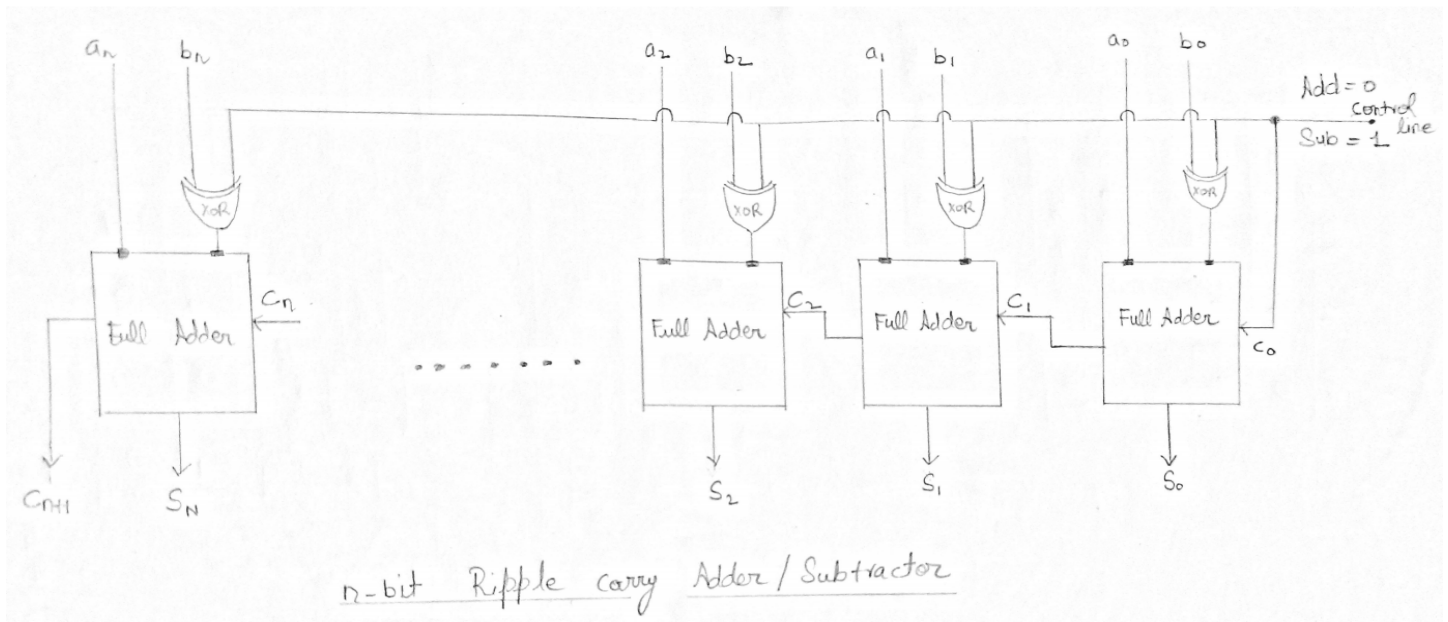 aₙ bₙ a₂ b₂ a₁ b₁ a₀ b₀
Add = 0
control
line
Sub = 1
XOR XOR XOR XOR
Cₙ C₂ C₁
Full Adder Full Adder Full Adder Full Adder
C₀
Cₙ₊₁ S_N S₂ S₁ S₀
n-bit Ripple carry Adder / Subtractor